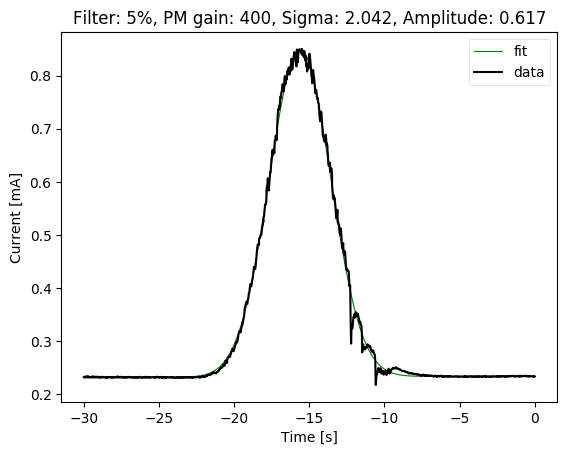 Filter: 5%, PM gain: 400, Sigma: 2.042, Amplitude: 0.617
fit
data
0.8
0.7
0.6
0.5
0.4
0.3
0.2
Current [mA]
−30
−25
−20
−15
−10
−5
0
Time [s]